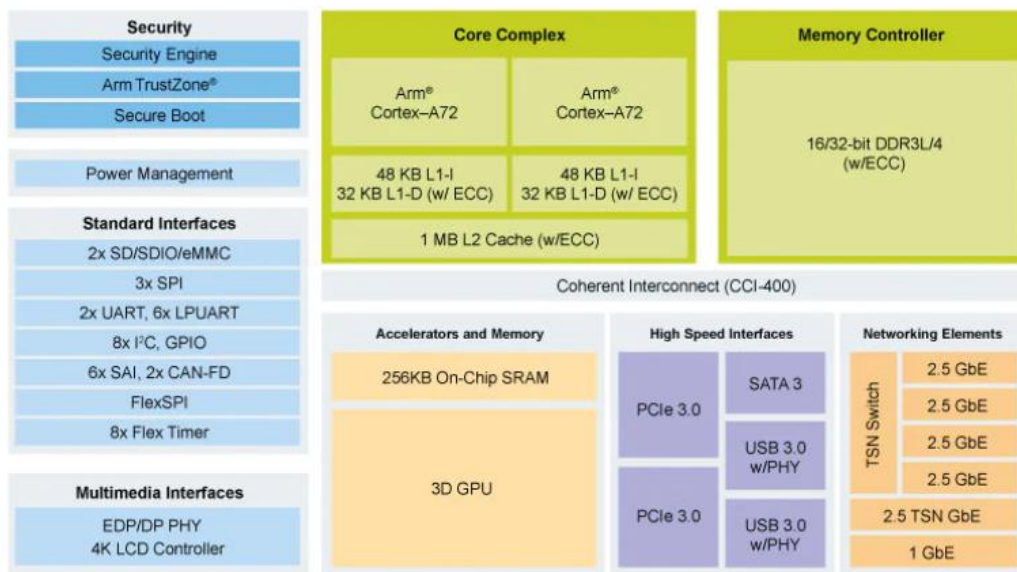 Security
Security Engine
Arm TrustZone®
Secure Boot
Power Management
Standard Interfaces
2x SD/SDIO/eMMC
3x SPI
2x UART, 6x LPUART
8x I²C, GPIO
6x SAI, 2x CAN-FD
FlexSPI
8x Flex Timer
Multimedia Interfaces
EDP/DP PHY
4K LCD Controller
Core Complex
Arm®
Cortex–A72
Arm®
Cortex–A72
48 KB L1-I
32 KB L1-D (w/ ECC)
48 KB L1-I
32 KB L1-D (w/ ECC)
1 MB L2 Cache (w/ECC)
Memory Controller
16/32-bit DDR3L/4
(w/ECC)
Coherent Interconnect (CCI-400)
Accelerators and Memory
256KB On-Chip SRAM
3D GPU
High Speed Interfaces
PCIe 3.0
PCIe 3.0
SATA 3
USB 3.0
w/PHY
USB 3.0
w/PHY
Networking Elements
TSN Switch
2.5 GbE
2.5 GbE
2.5 GbE
2.5 GbE
2.5 TSN GbE
1 GbE